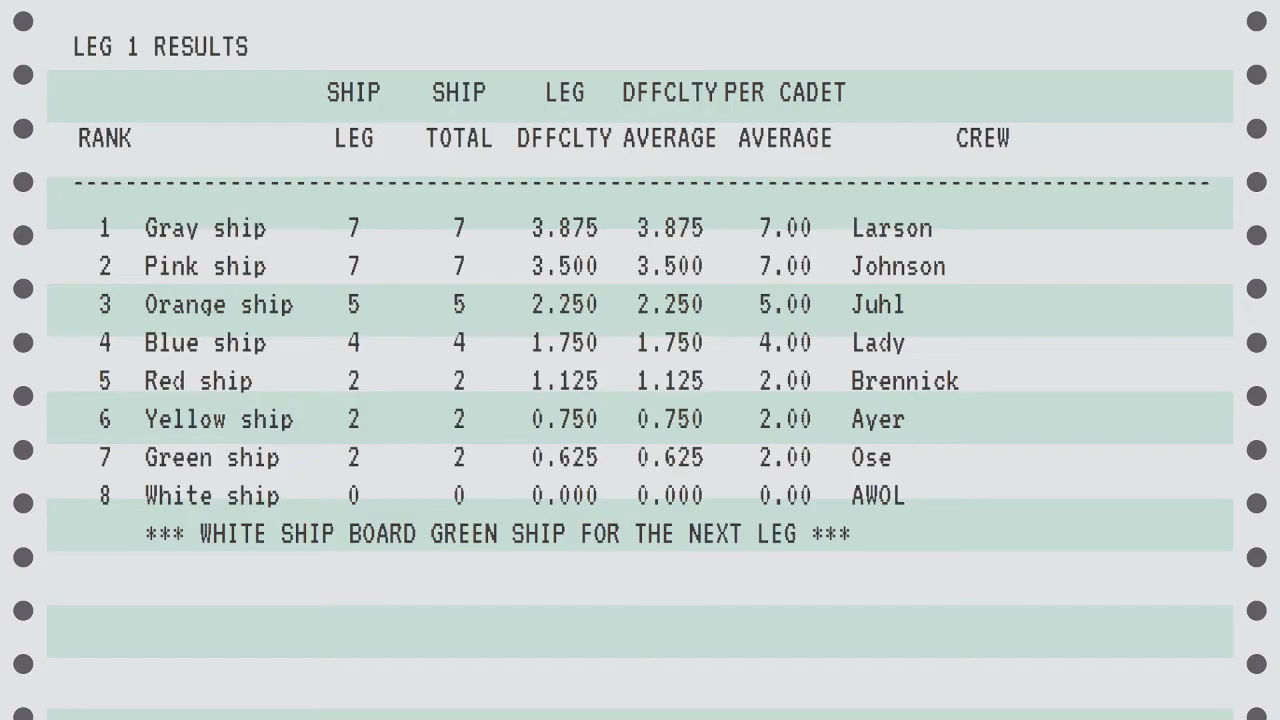 LEG 1 RESULTS
SHIP SHIP LEG DFFCLTY PER CADET
RANK LEG TOTAL DFFCLTY AVERAGE AVERAGE CREW
--------------------------------------------------------------------------------------
1 Gray ship 7 7 3.875 3.875 7.00 Larson
2 Pink ship 7 7 3.500 3.500 7.00 Johnson
3 Orange ship 5 5 2.250 2.250 5.00 Juhl
4 Blue ship 4 4 1.750 1.750 4.00 Lady
5 Red ship 2 2 1.125 1.125 2.00 Brennick
6 Yellow ship 2 2 0.750 0.750 2.00 Ayer
7 Green ship 2 2 0.625 0.625 2.00 Ose
8 White ship 0 0 0.000 0.000 0.00 AWOL
*** WHITE SHIP BOARD GREEN SHIP FOR THE NEXT LEG ***